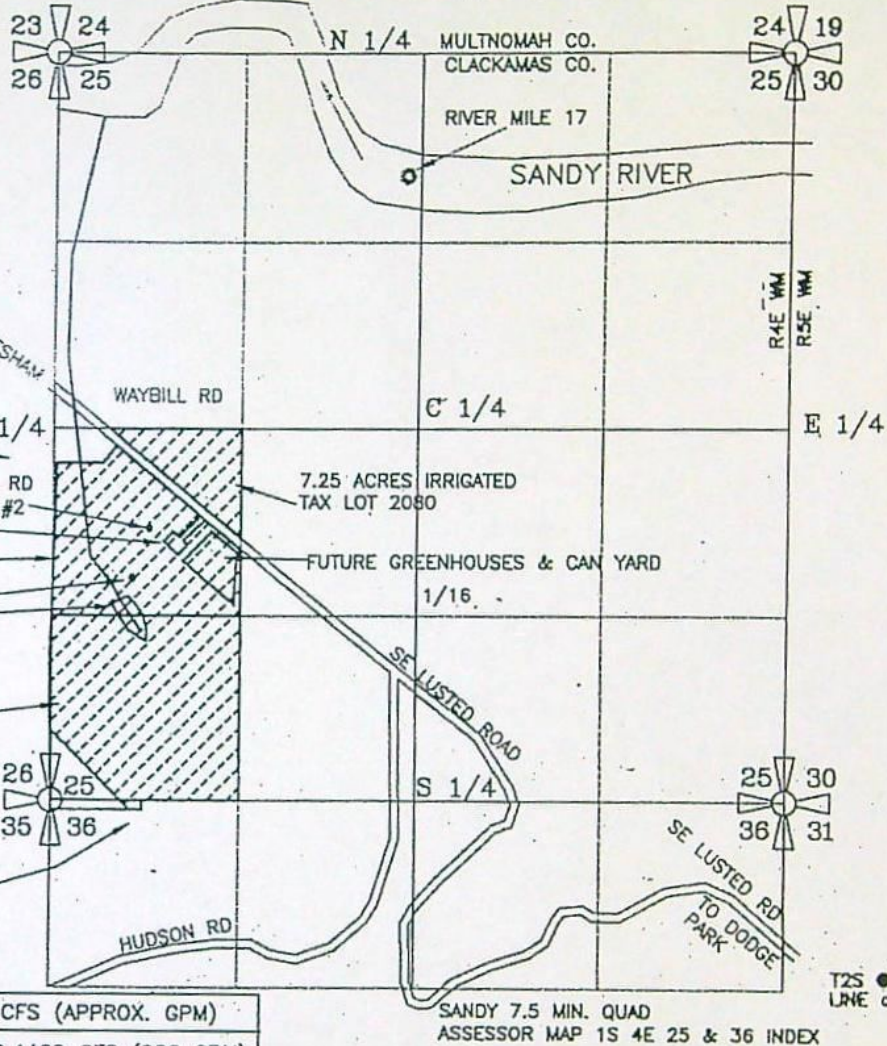 23 24
26 25
N 1/4
MULTNOMAH CO.
CLACKAMAS CO.
24 19
25 30
RIVER MILE 17
SANDY RIVER
R4E WM
R5E WM
WAYBILL RD
1/4
C 1/4
E 1/4
RD
#2
7.25 ACRES IRRIGATED
TAX LOT 2080
FUTURE GREENHOUSES & CAN YARD
1/16
SE LUSTED ROAD
26 25
35 36
S 1/4
25 30
36 31
SE LUSTED RD
TO DODGE
PARK
HUDSON RD
T2S
LINE
CFS (APPROX. GPM)
SANDY 7.5 MIN. QUAD
ASSESSOR MAP 1S 4E 25 & 36 INDEX